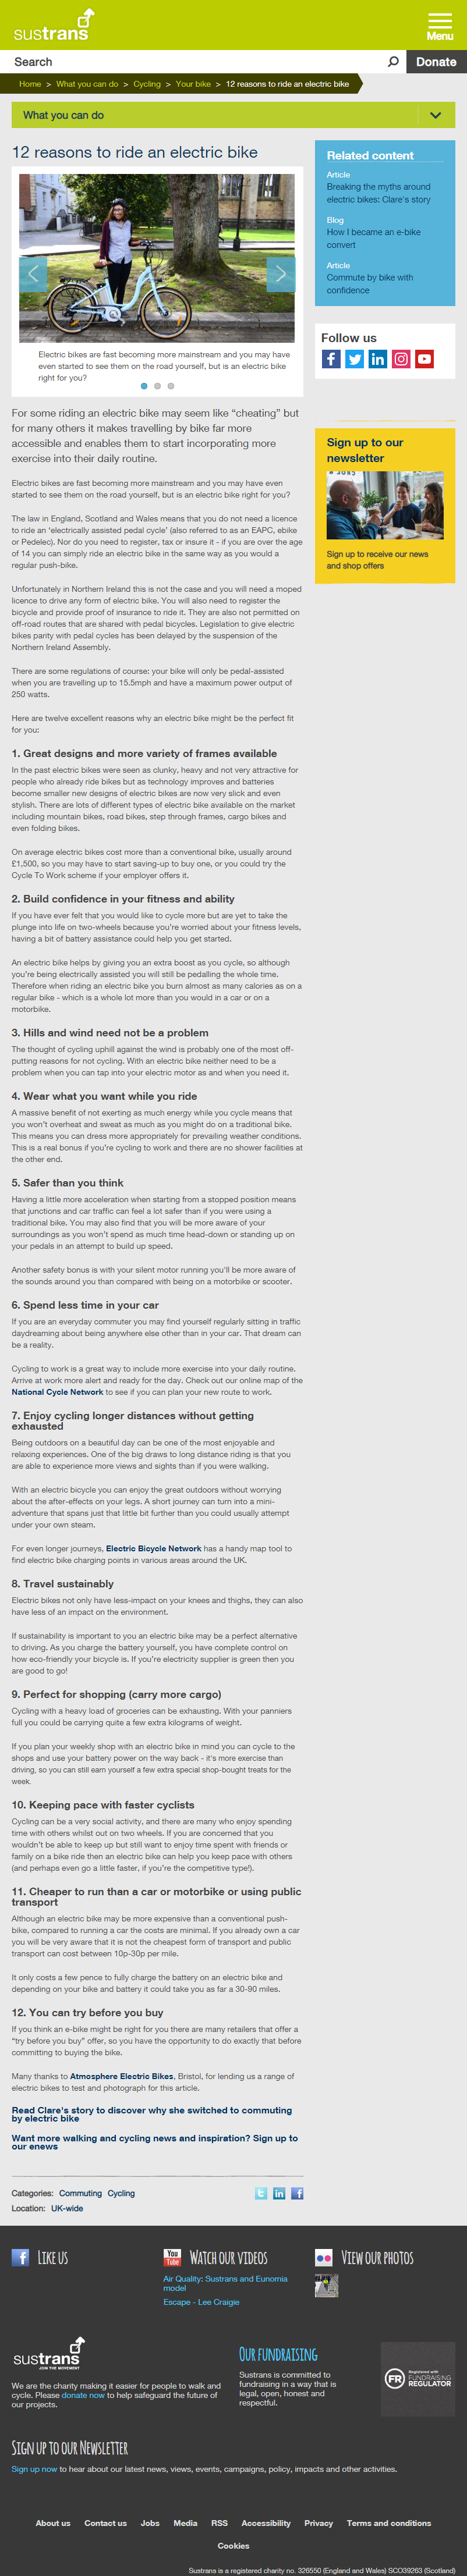 sustrans
Menu
Search
Donate
Home > What you can do > Cycling > Your bike > 12 reasons to ride an electric bike
What you can do
12 reasons to ride an electric bike
Electric bikes are fast becoming more mainstream and you may have
even started to see them on the road yourself, but is an electric bike
right for you?
For some riding an electric bike may seem like “cheating” but
for many others it makes travelling by bike far more
accessible and enables them to start incorporating more
exercise into their daily routine.
Electric bikes are fast becoming more mainstream and you may have even
started to see them on the road yourself, but is an electric bike right for you?
The law in England, Scotland and Wales means that you do not need a licence
to ride an ‘electrically assisted pedal cycle’ (also referred to as an EAPC, ebike
or Pedelec). Nor do you need to register, tax or insure it - if you are over the age
of 14 you can simply ride an electric bike in the same way as you would a
regular push-bike.
Unfortunately in Northern Ireland this is not the case and you will need a moped
licence to drive any form of electric bike. You will also need to register the
bicycle and provide proof of insurance to ride it. They are also not permitted on
off-road routes that are shared with pedal bicycles. Legislation to give electric
bikes parity with pedal cycles has been delayed by the suspension of the
Northern Ireland Assembly.
There are some regulations of course: your bike will only be pedal-assisted
when you are travelling up to 15.5mph and have a maximum power output of
250 watts.
Here are twelve excellent reasons why an electric bike might be the perfect fit
for you:
1. Great designs and more variety of frames available
In the past electric bikes were seen as clunky, heavy and not very attractive for
people who already ride bikes but as technology improves and batteries
become smaller new designs of electric bikes are now very slick and even
stylish. There are lots of different types of electric bike available on the market
including mountain bikes, road bikes, step through frames, cargo bikes and
even folding bikes.
On average electric bikes cost more than a conventional bike, usually around
£1,500, so you may have to start saving-up to buy one, or you could try the
Cycle To Work scheme if your employer offers it.
2. Build confidence in your fitness and ability
If you have ever felt that you would like to cycle more but are yet to take the
plunge into life on two-wheels because you’re worried about your fitness levels,
having a bit of battery assistance could help you get started.
An electric bike helps by giving you an extra boost as you cycle, so although
you’re being electrically assisted you will still be pedalling the whole time.
Therefore when riding an electric bike you burn almost as many calories as on a
regular bike - which is a whole lot more than you would in a car or on a
motorbike.
3. Hills and wind need not be a problem
The thought of cycling uphill against the wind is probably one of the most off-
putting reasons for not cycling. With an electric bike neither need to be a
problem when you can tap into your electric motor as and when you need it.
4. Wear what you want while you ride
A massive benefit of not exerting as much energy while you cycle means that
you won’t overheat and sweat as much as you might do on a traditional bike.
This means you can dress more appropriately for prevailing weather conditions.
This is a real bonus if you’re cycling to work and there are no shower facilities at
the other end.
5. Safer than you think
Having a little more acceleration when starting from a stopped position means
that junctions and car traffic can feel a lot safer than if you were using a
traditional bike. You may also find that you will be more aware of your
surroundings as you won’t spend as much time head-down or standing up on
your pedals in an attempt to build up speed.
Another safety bonus is with your silent motor running you’ll be more aware of
the sounds around you than compared with being on a motorbike or scooter.
6. Spend less time in your car
If you are an everyday commuter you may find yourself regularly sitting in traffic
daydreaming about being anywhere else other than in your car. That dream can
be a reality.
Cycling to work is a great way to include more exercise into your daily routine.
Arrive at work more alert and ready for the day. Check out our online map of the
National Cycle Network to see if you can plan your new route to work.
7. Enjoy cycling longer distances without getting
exhausted
Being outdoors on a beautiful day can be one of the most enjoyable and
relaxing experiences. One of the big draws to long distance riding is that you
are able to experience more views and sights than if you were walking.
With an electric bicycle you can enjoy the great outdoors without worrying
about the after-effects on your legs. A short journey can turn into a mini-
adventure that spans just that little bit further than you could usually attempt
under your own steam.
For even longer journeys, Electric Bicycle Network has a handy map tool to
find electric bike charging points in various areas around the UK.
8. Travel sustainably
Electric bikes not only have less-impact on your knees and thighs, they can also
have less of an impact on the environment.
If sustainability is important to you an electric bike may be a perfect alternative
to driving. As you charge the battery yourself, you have complete control on
how eco-friendly your bicycle is. If you’re electricity supplier is green then you
are good to go!
9. Perfect for shopping (carry more cargo)
Cycling with a heavy load of groceries can be exhausting. With your panniers
full you could be carrying quite a few extra kilograms of weight.
If you plan your weekly shop with an electric bike in mind you can cycle to the
shops and use your battery power on the way back - it's more exercise than
driving, so you can still earn yourself a few extra special shop-bought treats for the
week.
10. Keeping pace with faster cyclists
Cycling can be a very social activity, and there are many who enjoy spending
time with others whilst out on two wheels. If you are concerned that you
wouldn’t be able to keep up but still want to enjoy time spent with friends or
family on a bike ride then an electric bike can help you keep pace with others
(and perhaps even go a little faster, if you’re the competitive type!).
11. Cheaper to run than a car or motorbike or using public
transport
Although an electric bike may be more expensive than a conventional push-
bike, compared to running a car the costs are minimal. If you already own a car
you will be very aware that it is not the cheapest form of transport and public
transport can cost between 10p-30p per mile.
It only costs a few pence to fully charge the battery on an electric bike and
depending on your bike and battery it could take you as far a 30-90 miles.
12. You can try before you buy
If you think an e-bike might be right for you there are many retailers that offer a
“try before you buy” offer, so you have the opportunity to do exactly that before
committing to buying the bike.
Many thanks to Atmosphere Electric Bikes, Bristol, for lending us a range of
electric bikes to test and photograph for this article.
Read Clare's story to discover why she switched to commuting
by electric bike
Want more walking and cycling news and inspiration? Sign up to
our enews
Categories: Commuting Cycling
Location: UK-wide
Related content
Article
Breaking the myths around
electric bikes: Clare's story
Blog
How I became an e-bike
convert
Article
Commute by bike with
confidence
Follow us
Sign up to our
newsletter
Sign up to receive our news
and shop offers
Like us
You Tube
Watch our videos
Air Quality: Sustrans and Eunomia
model
Escape - Lee Craigie
View our photos
sustrans
JOIN THE MOVEMENT
We are the charity making it easier for people to walk and
cycle. Please donate now to help safeguard the future of
our projects.
Our fundraising
Sustrans is committed to
fundraising in a way that is
legal, open, honest and
respectful.
FR Registered with
FUNDRAISING
REGULATOR
Sign up to our Newsletter
Sign up now to hear about our latest news, views, events, campaigns, policy, impacts and other activities.
About us Contact us Jobs Media RSS Accessibility Privacy Terms and conditions
Cookies
Sustrans is a registered charity no. 326550 (England and Wales) SCO39263 (Scotland)